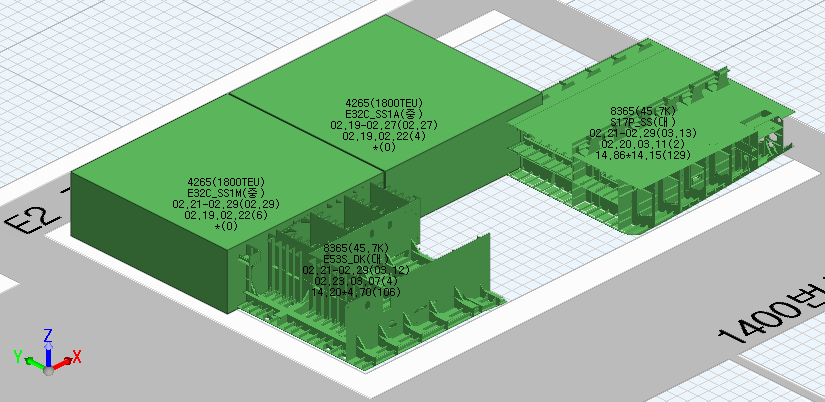 4265(1800TEU)
E32C_SS1A(중)
02,19-02,27(02,27)
02,19,02,22(4)
*(0)
8365(45,7K)
S17P_SS(대)
02,21-02,29(03,13)
02,20,03,11(2)
14,86*14,15(129)
4265(1800TEU)
E32C_SS1M(중)
02,21-02,29(02,29)
02,19,02,22(6)
*(0)
8365(45,7K)
E53S_DK(대)
02,21-02,29(03,12)
02,23,03,07(4)
14,20*4,70(106)
E2
1400번
Z
Y
X